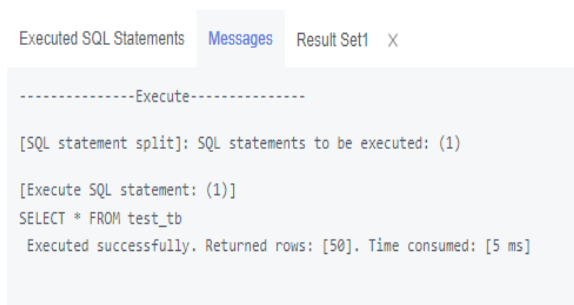 Executed SQL Statements Messages Result Set1 X
---------------Execute---------------
[SQL statement split]: SQL statements to be executed: (1)
[Execute SQL statement: (1)]
SELECT * FROM test_tb
Executed successfully. Returned rows: [50]. Time consumed: [5 ms]